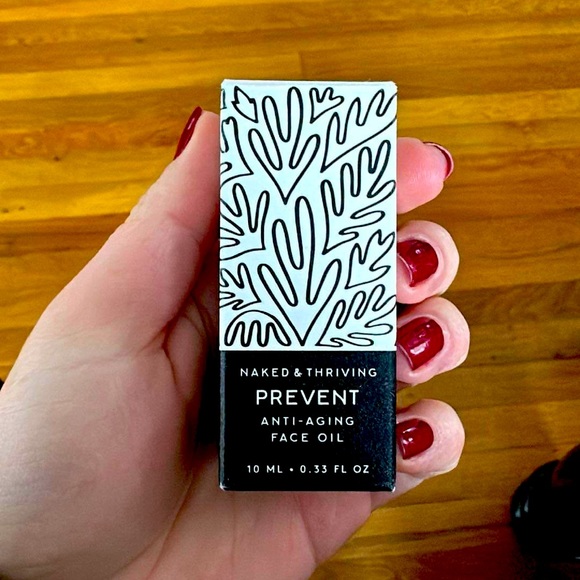 NAKED & THRIVING
PREVENT
ANTI-AGING
FACE OIL
10 ML • 0.33 FL OZ